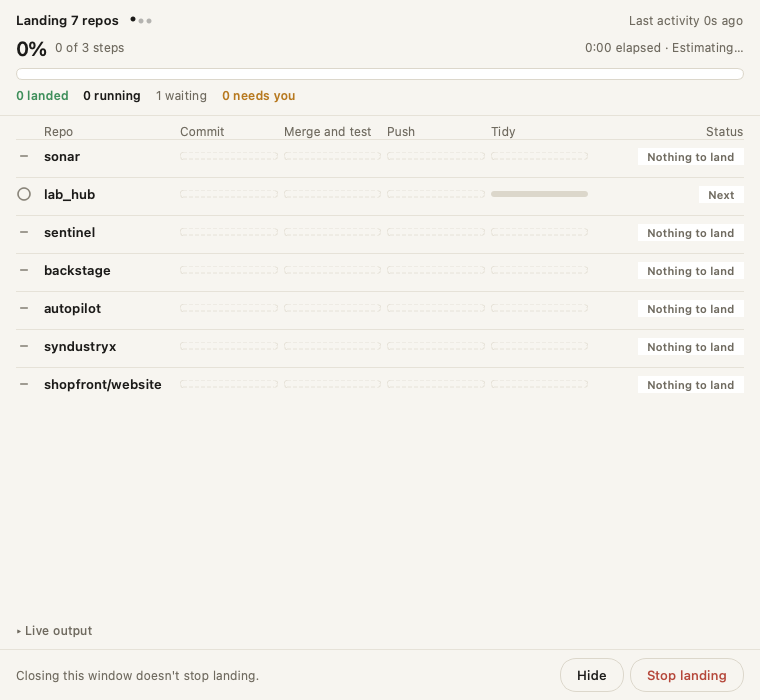 Landing 7 repos
Last activity 0s ago
0% 0 of 3 steps
0:00 elapsed · Estimating…
0 landed 0 running 1 waiting 0 needs you
Repo Commit Merge and test Push Tidy Status
sonar Nothing to land
lab_hub Next
sentinel Nothing to land
backstage Nothing to land
autopilot Nothing to land
syndustryx Nothing to land
shopfront/website Nothing to land
Live output
Closing this window doesn't stop landing.
Hide Stop landing